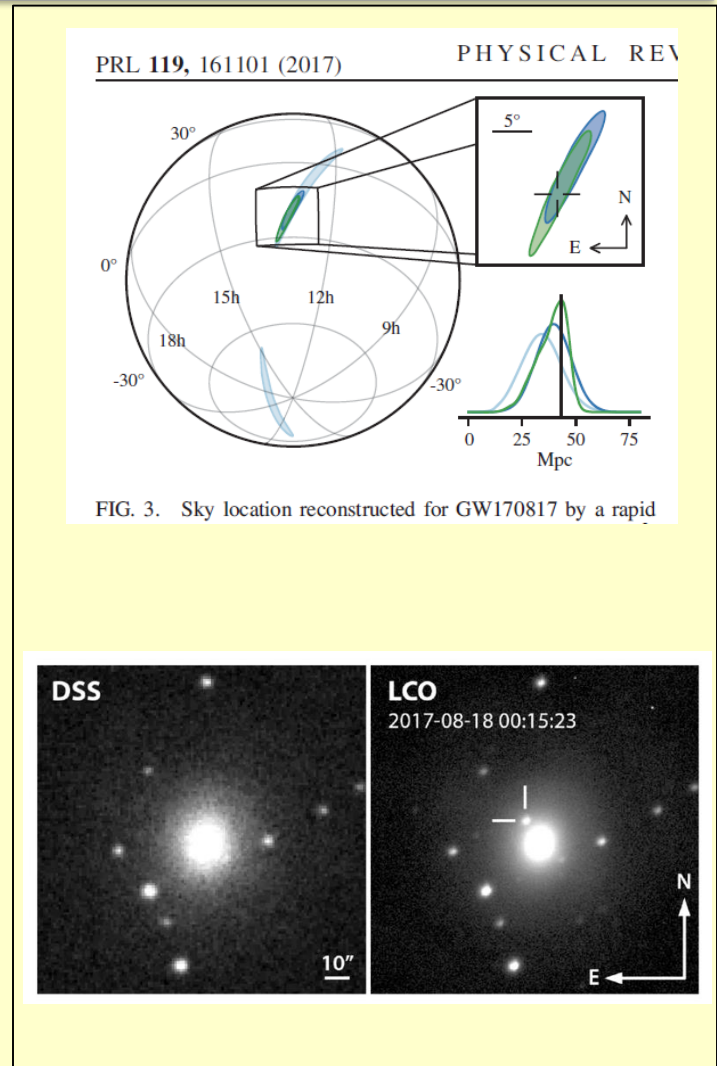 PRL 119, 161101 (2017)
PHYSICAL
30°
5°
N
E
0°
15h
12h
18h
9h
-30°
-30°
0 25 50 75
Mpc
FIG. 3. Sky location reconstructed for GW170817 by a rapid
DSS
LCO
2017-08-18 00:15:23
N
10"
E